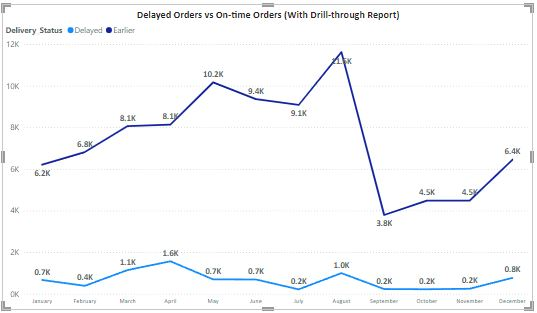 Delayed Orders vs On-time Orders (With Drill-through Report)
Delivery Status Delayed Earlier
12K
11.6K
10.2K
10K
9.4K
9.1K
8.1K 8.1K
8K
6.8K
6.4K
6.2K
6K
4.5K 4.5K
4K
3.8K
2K
1.6K
1.1K
1.0K
0.7K 0.4K 0.7K 0.7K 0.2K 0.2K 0.2K 0.2K 0.8K
0K
January February March April May June July August September October November December